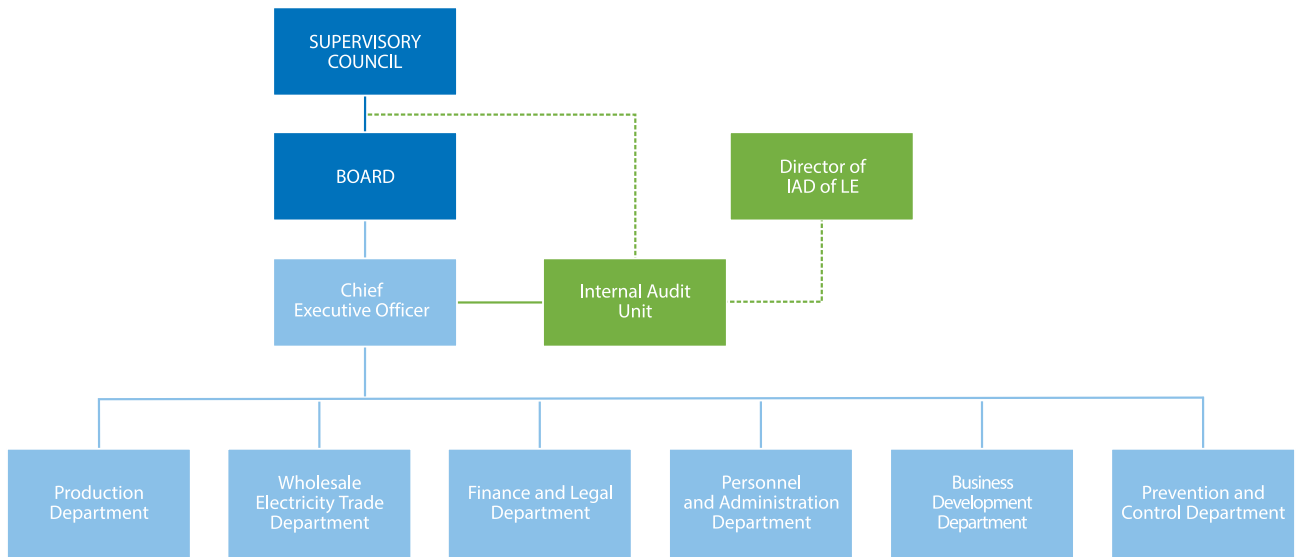 SUPERVISORY
COUNCIL
BOARD
Director of
IAD of LE
Chief
Executive Officer
Internal Audit
Unit
Production
Department
Wholesale
Electricity Trade
Department
Finance and Legal
Department
Personnel
and Administration
Department
Business
Development
Department
Prevention and
Control Department